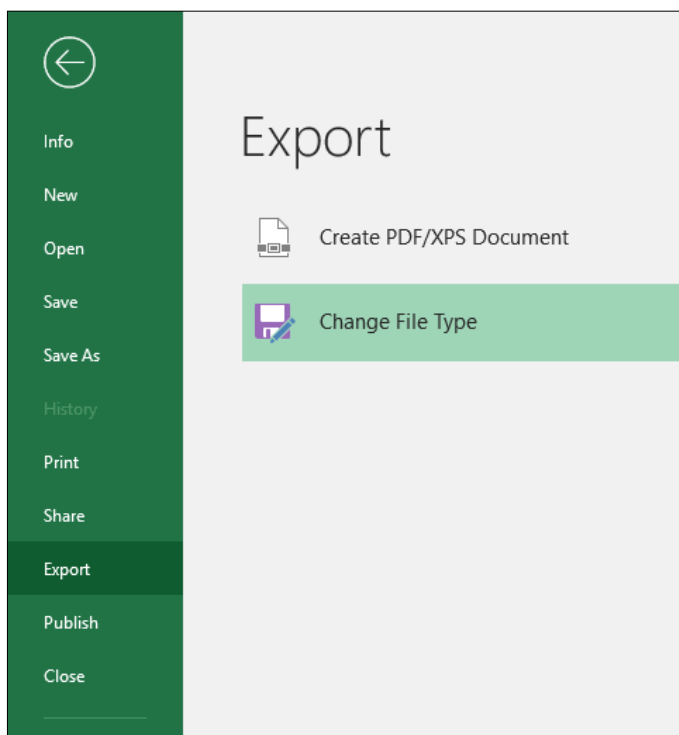 Info
New
Open
Save
Save As
History
Print
Share
Export
Publish
Close
Export
Create PDF/XPS Document
Change File Type